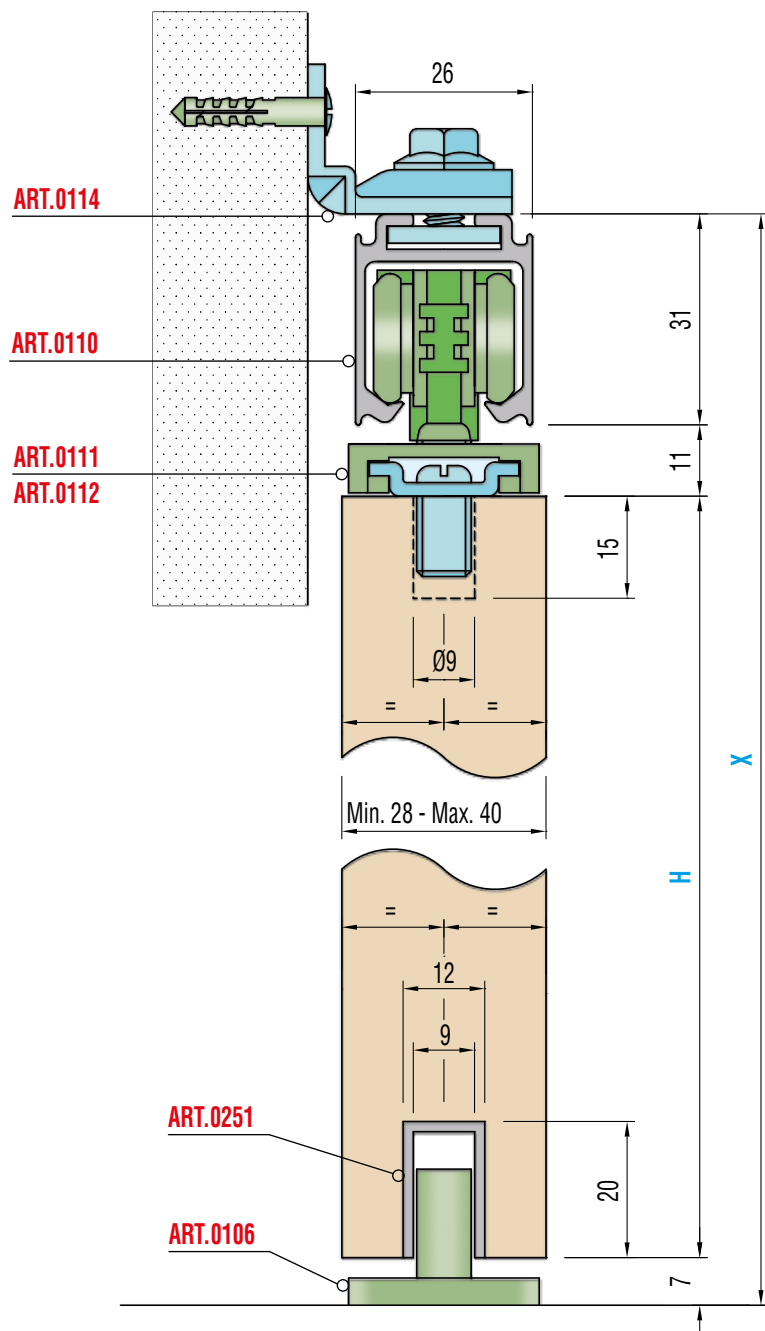 26
ART.0114
31
ART.0110
11
ART.0111
ART.0112
15
Ø9
= =
X
Min. 28 - Max. 40
H
= =
12
9
ART.0251
20
ART.0106
7